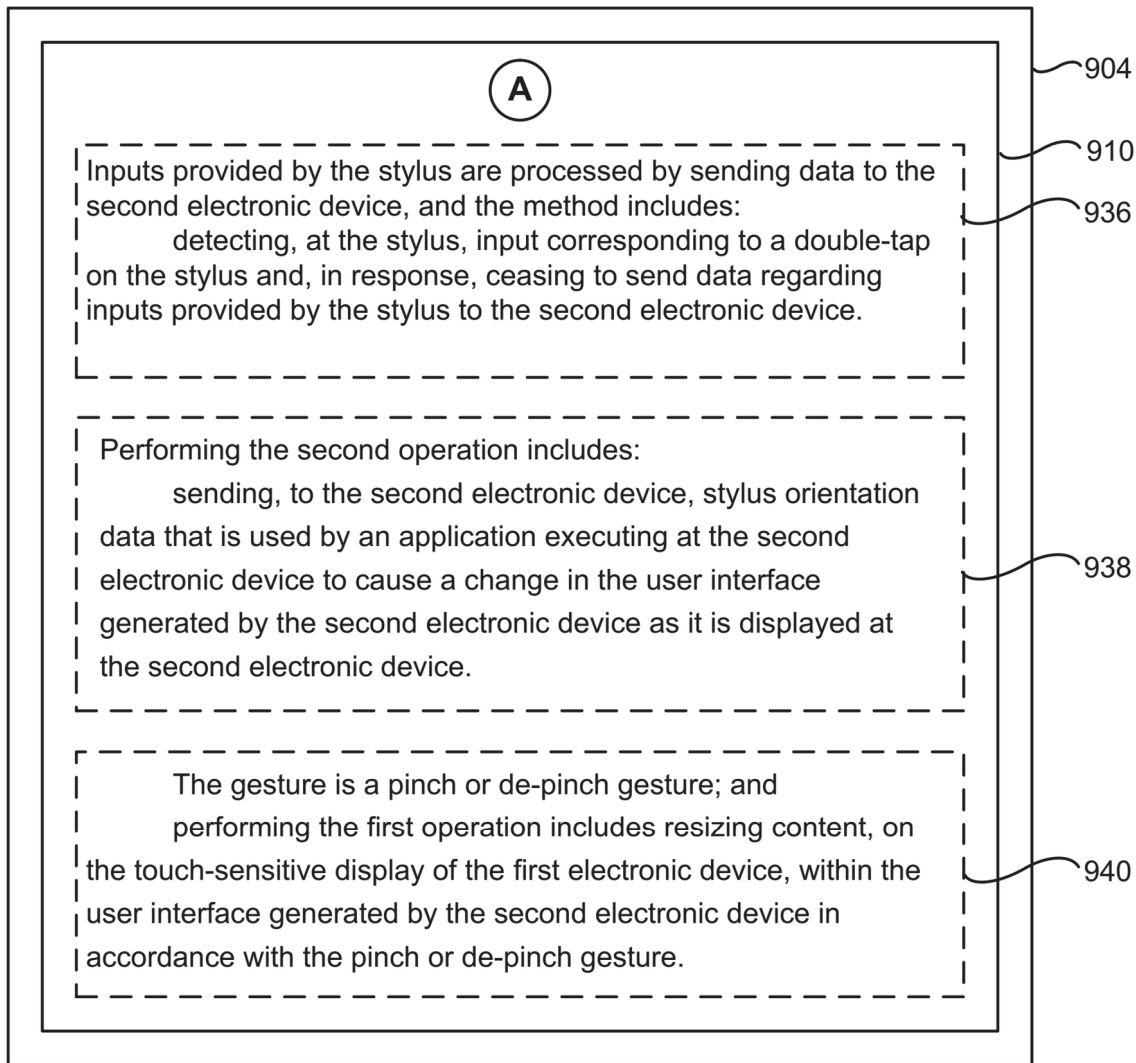 A
904
910
Inputs provided by the stylus are processed by sending data to the
second electronic device, and the method includes:
936
detecting, at the stylus, input corresponding to a double-tap
on the stylus and, in response, ceasing to send data regarding
inputs provided by the stylus to the second electronic device.
Performing the second operation includes:
sending, to the second electronic device, stylus orientation
data that is used by an application executing at the second
electronic device to cause a change in the user interface
938
generated by the second electronic device as it is displayed at
the second electronic device.
The gesture is a pinch or de-pinch gesture; and
performing the first operation includes resizing content, on
the touch-sensitive display of the first electronic device, within the
940
user interface generated by the second electronic device in
accordance with the pinch or de-pinch gesture.